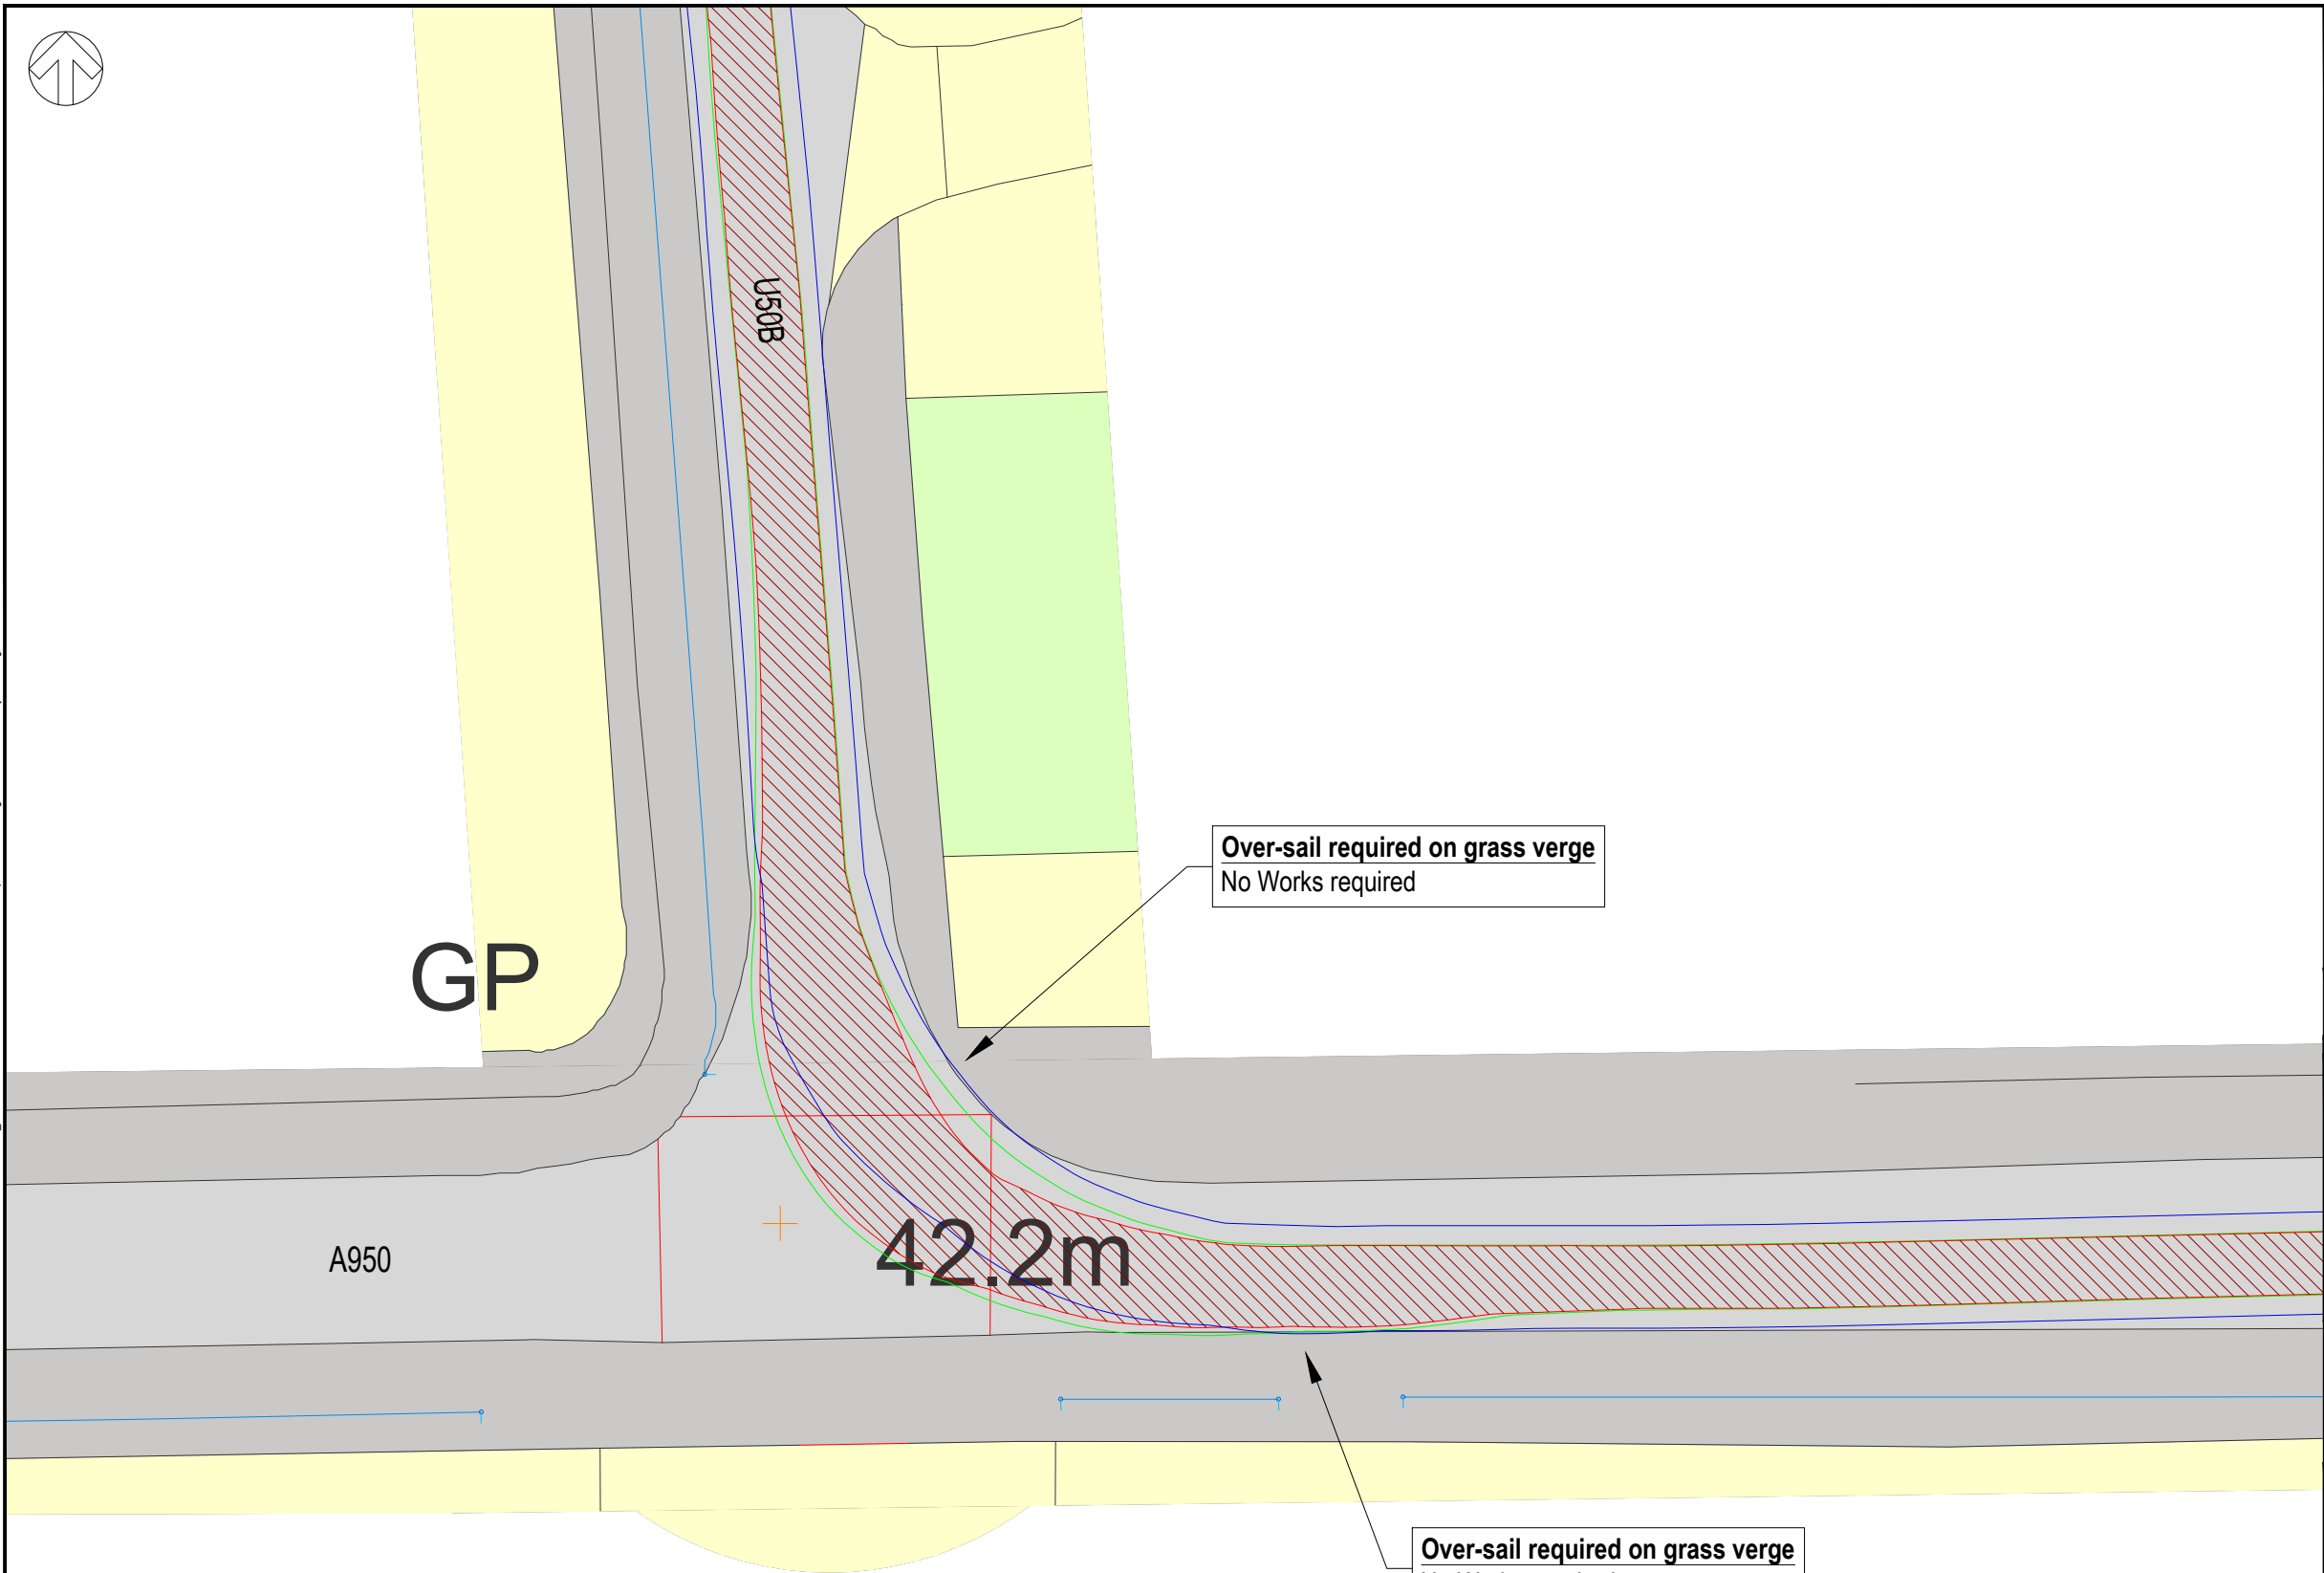 U50B
Over-sail required on grass verge
No Works required
GP
42.2m
A950
Over-sail required on grass verge